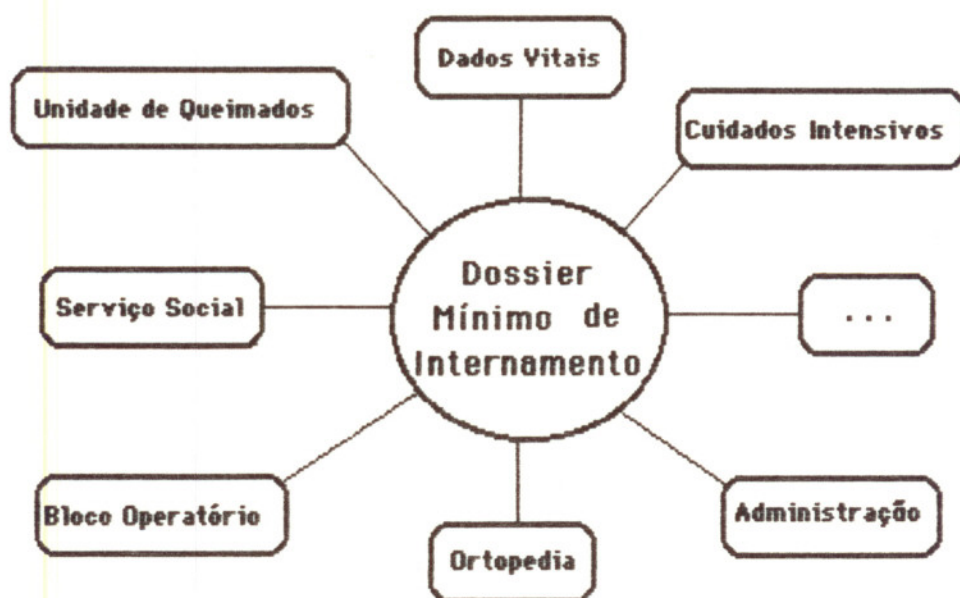 Dados Vitais
Unidade de Queimados
Cuidados Intensivos
Dossier
Mínimo de
Internamento
Serviço Social
...
Bloco Operatório
Administração
Ortopedia